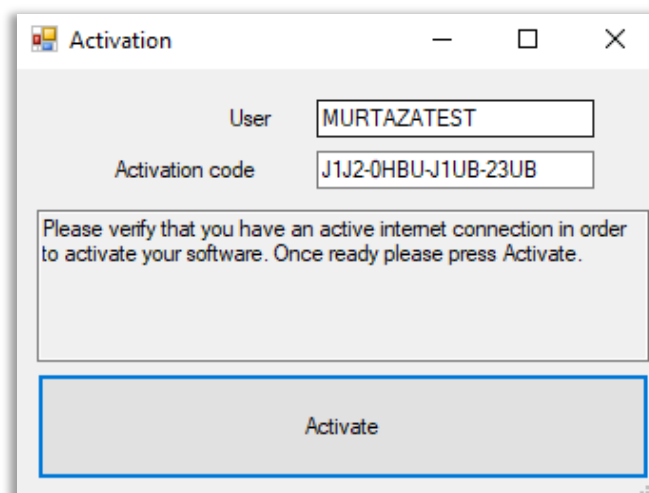 Activation
User
MURTAZATEST
Activation code
J1J2-0HBU-J1UB-23UB
Please verify that you have an active internet connection in order
to activate your software. Once ready please press Activate.
Activate